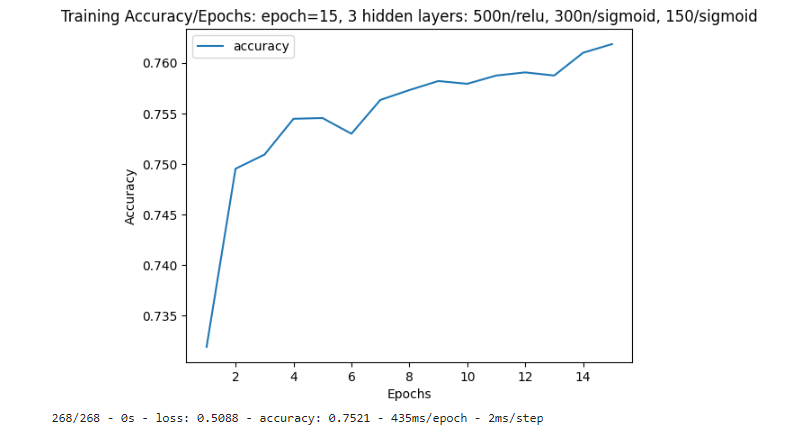 Training Accuracy/Epochs: epoch=15, 3 hidden layers: 500n/relu, 300n/sigmoid, 150/sigmoid
accuracy
0.760
0.755
0.750
0.745
0.740
0.735
Accuracy
2 4 6 8 10 12 14
Epochs
268/268 - 0s - loss: 0.5088 - accuracy: 0.7521 - 435ms/epoch - 2ms/step